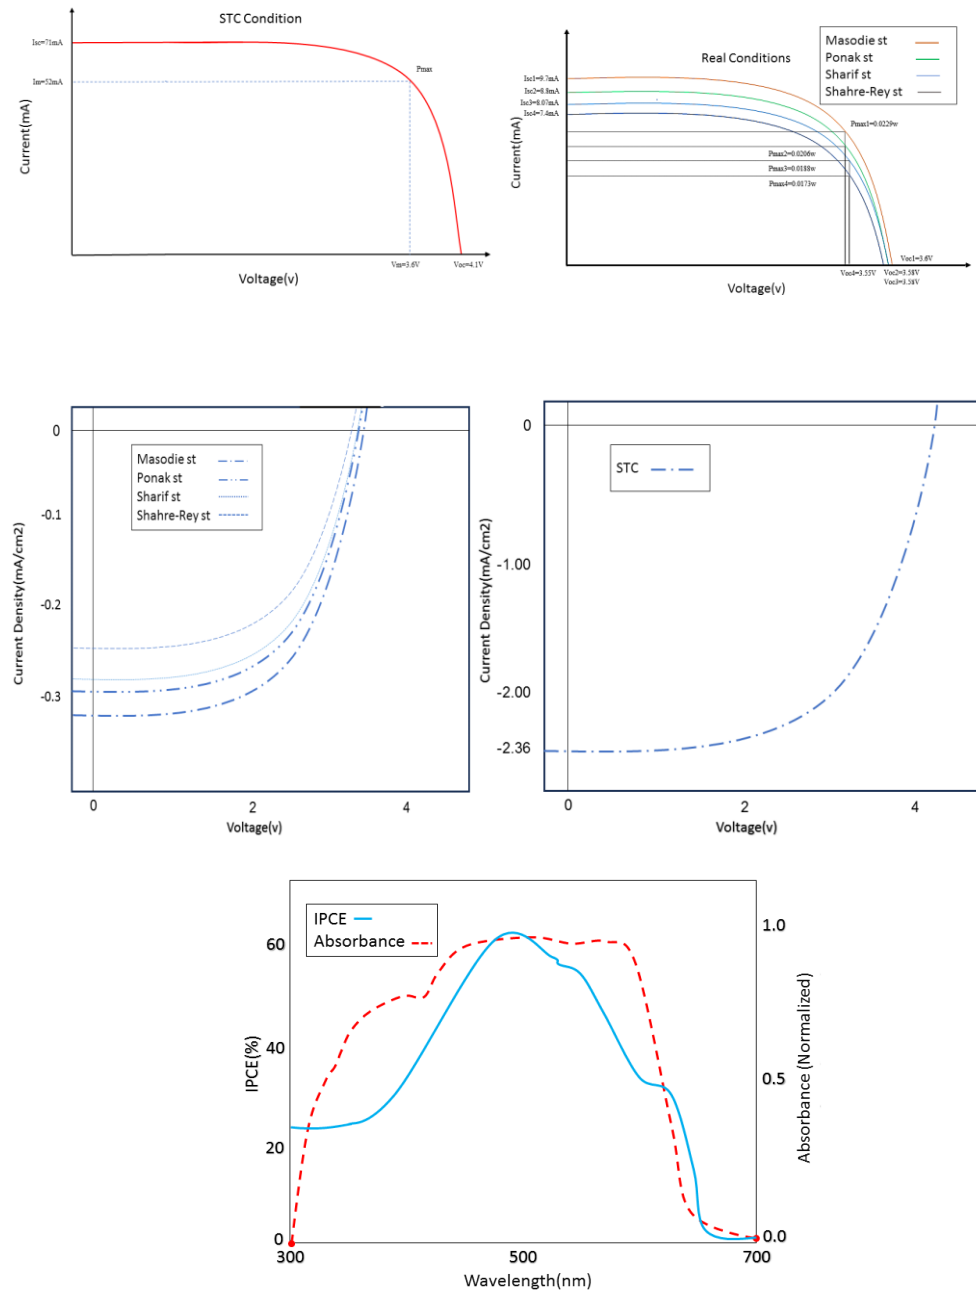 STC Condition
Isc=71mA
Im=52mA
Pmax
Current(mA)
Vm=3.6V
Voc=4.1V
Voltage(v)
Real Conditions
Masodie st
Ponak st
Sharif st
Shahre-Rey st
Isc1=9.7mA
Isc2=8.8mA
Isc3=8.07mA
Isc4=7.4mA
Current(mA)
Pmax1=0.0229w
Pmax2=0.0206w
Pmax3=0.0188w
Pmax4=0.0173w
Voc1=3.6V
Voc4=3.55V
Voc2=3.58V
Voc3=3.58V
Voltage(v)
0
-0.1
-0.2
-0.3
Current Density(mA/cm2)
Masodie st
Ponak st
Sharif st
Shahre-Rey st
0
2
4
Voltage(v)
0
-1.00
-2.00
-2.36
Current Density(mA/cm2)
STC
0
2
4
Voltage(v)
IPCE
Absorbance
60
40
20
0
IPCE(%)
1.0
0.5
0.0
Absorbance (Normalized)
300
500
700
Wavelength(nm)